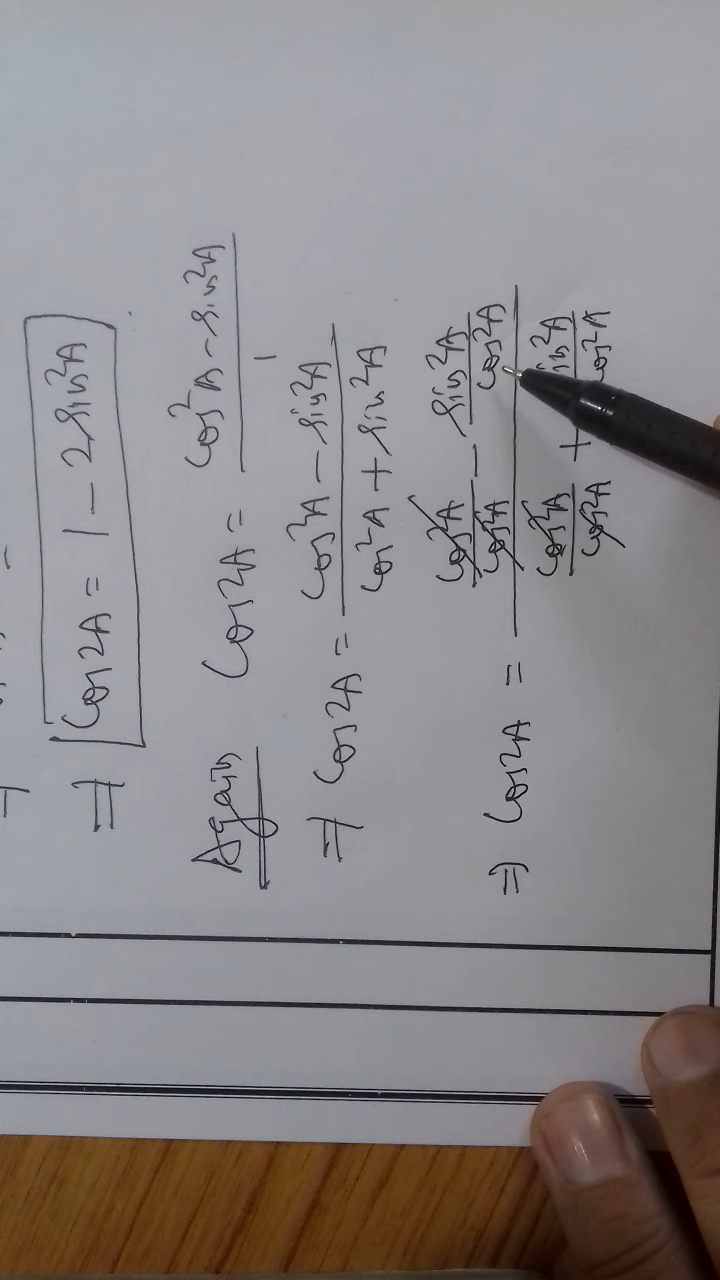 ⇒ cos2A = 1 - 2sin²A
Again cos2A = (cos²A - sin²A) / 1
⇒ cos2A = (cos²A - sin²A) / (cos²A + sin²A)
⇒ cos2A = (cos²A/cos²A - sin²A/cos²A) / (cos²A/cos²A + sin²A/cos²A)